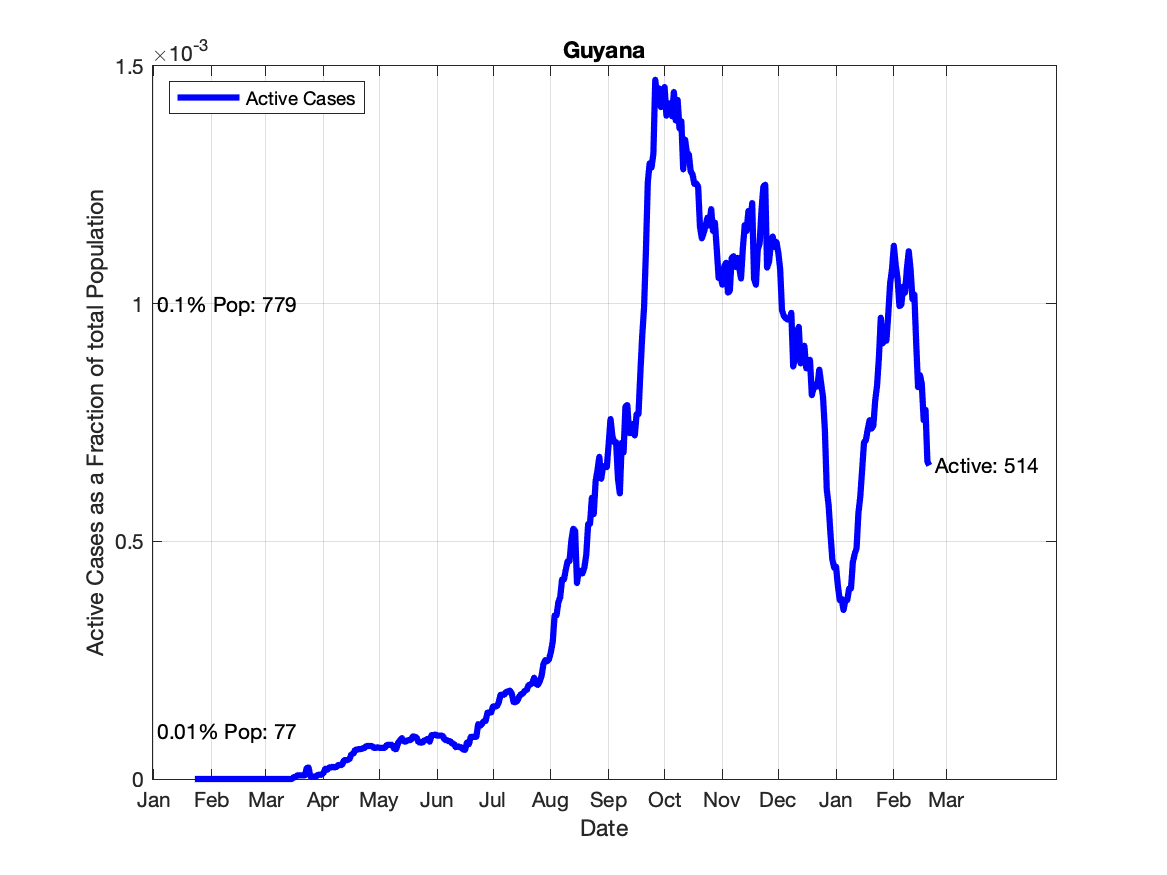 Guyana
×10-3
1.5
1
0.5
0
Active Cases
0.1% Pop: 779
0.01% Pop: 77
Active: 514
Active Cases as a Fraction of total Population
Jan Feb Mar Apr May Jun Jul Aug Sep Oct Nov Dec Jan Feb Mar
Date